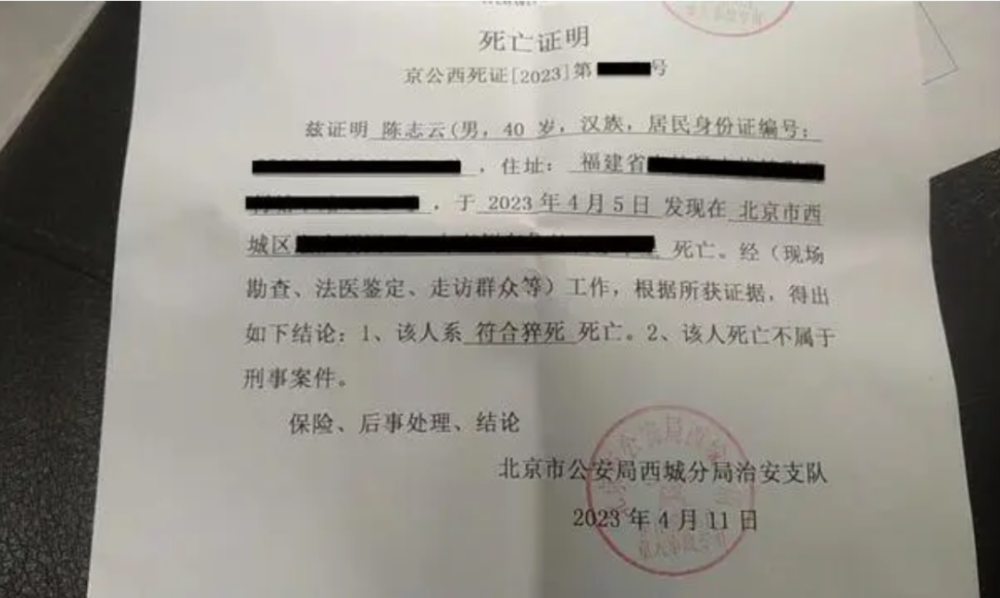 死亡证明
京公西死证[2023]第 号
兹证明 陈志云(男，40 岁，汉族，居民身份证编号：
，住址： 福建省
，于 2023 年 4 月 5 日 发现在 北京市西
城区 死亡。经（现场
勘查、法医鉴定、走访群众等）工作，根据所获证据，得出
如下结论：1、该人系 符合猝死 死亡。2、该人死亡不属于
刑事案件。
保险、后事处理、结论
北京市公安局西城分局治安支队
2023 年 4 月 11 日